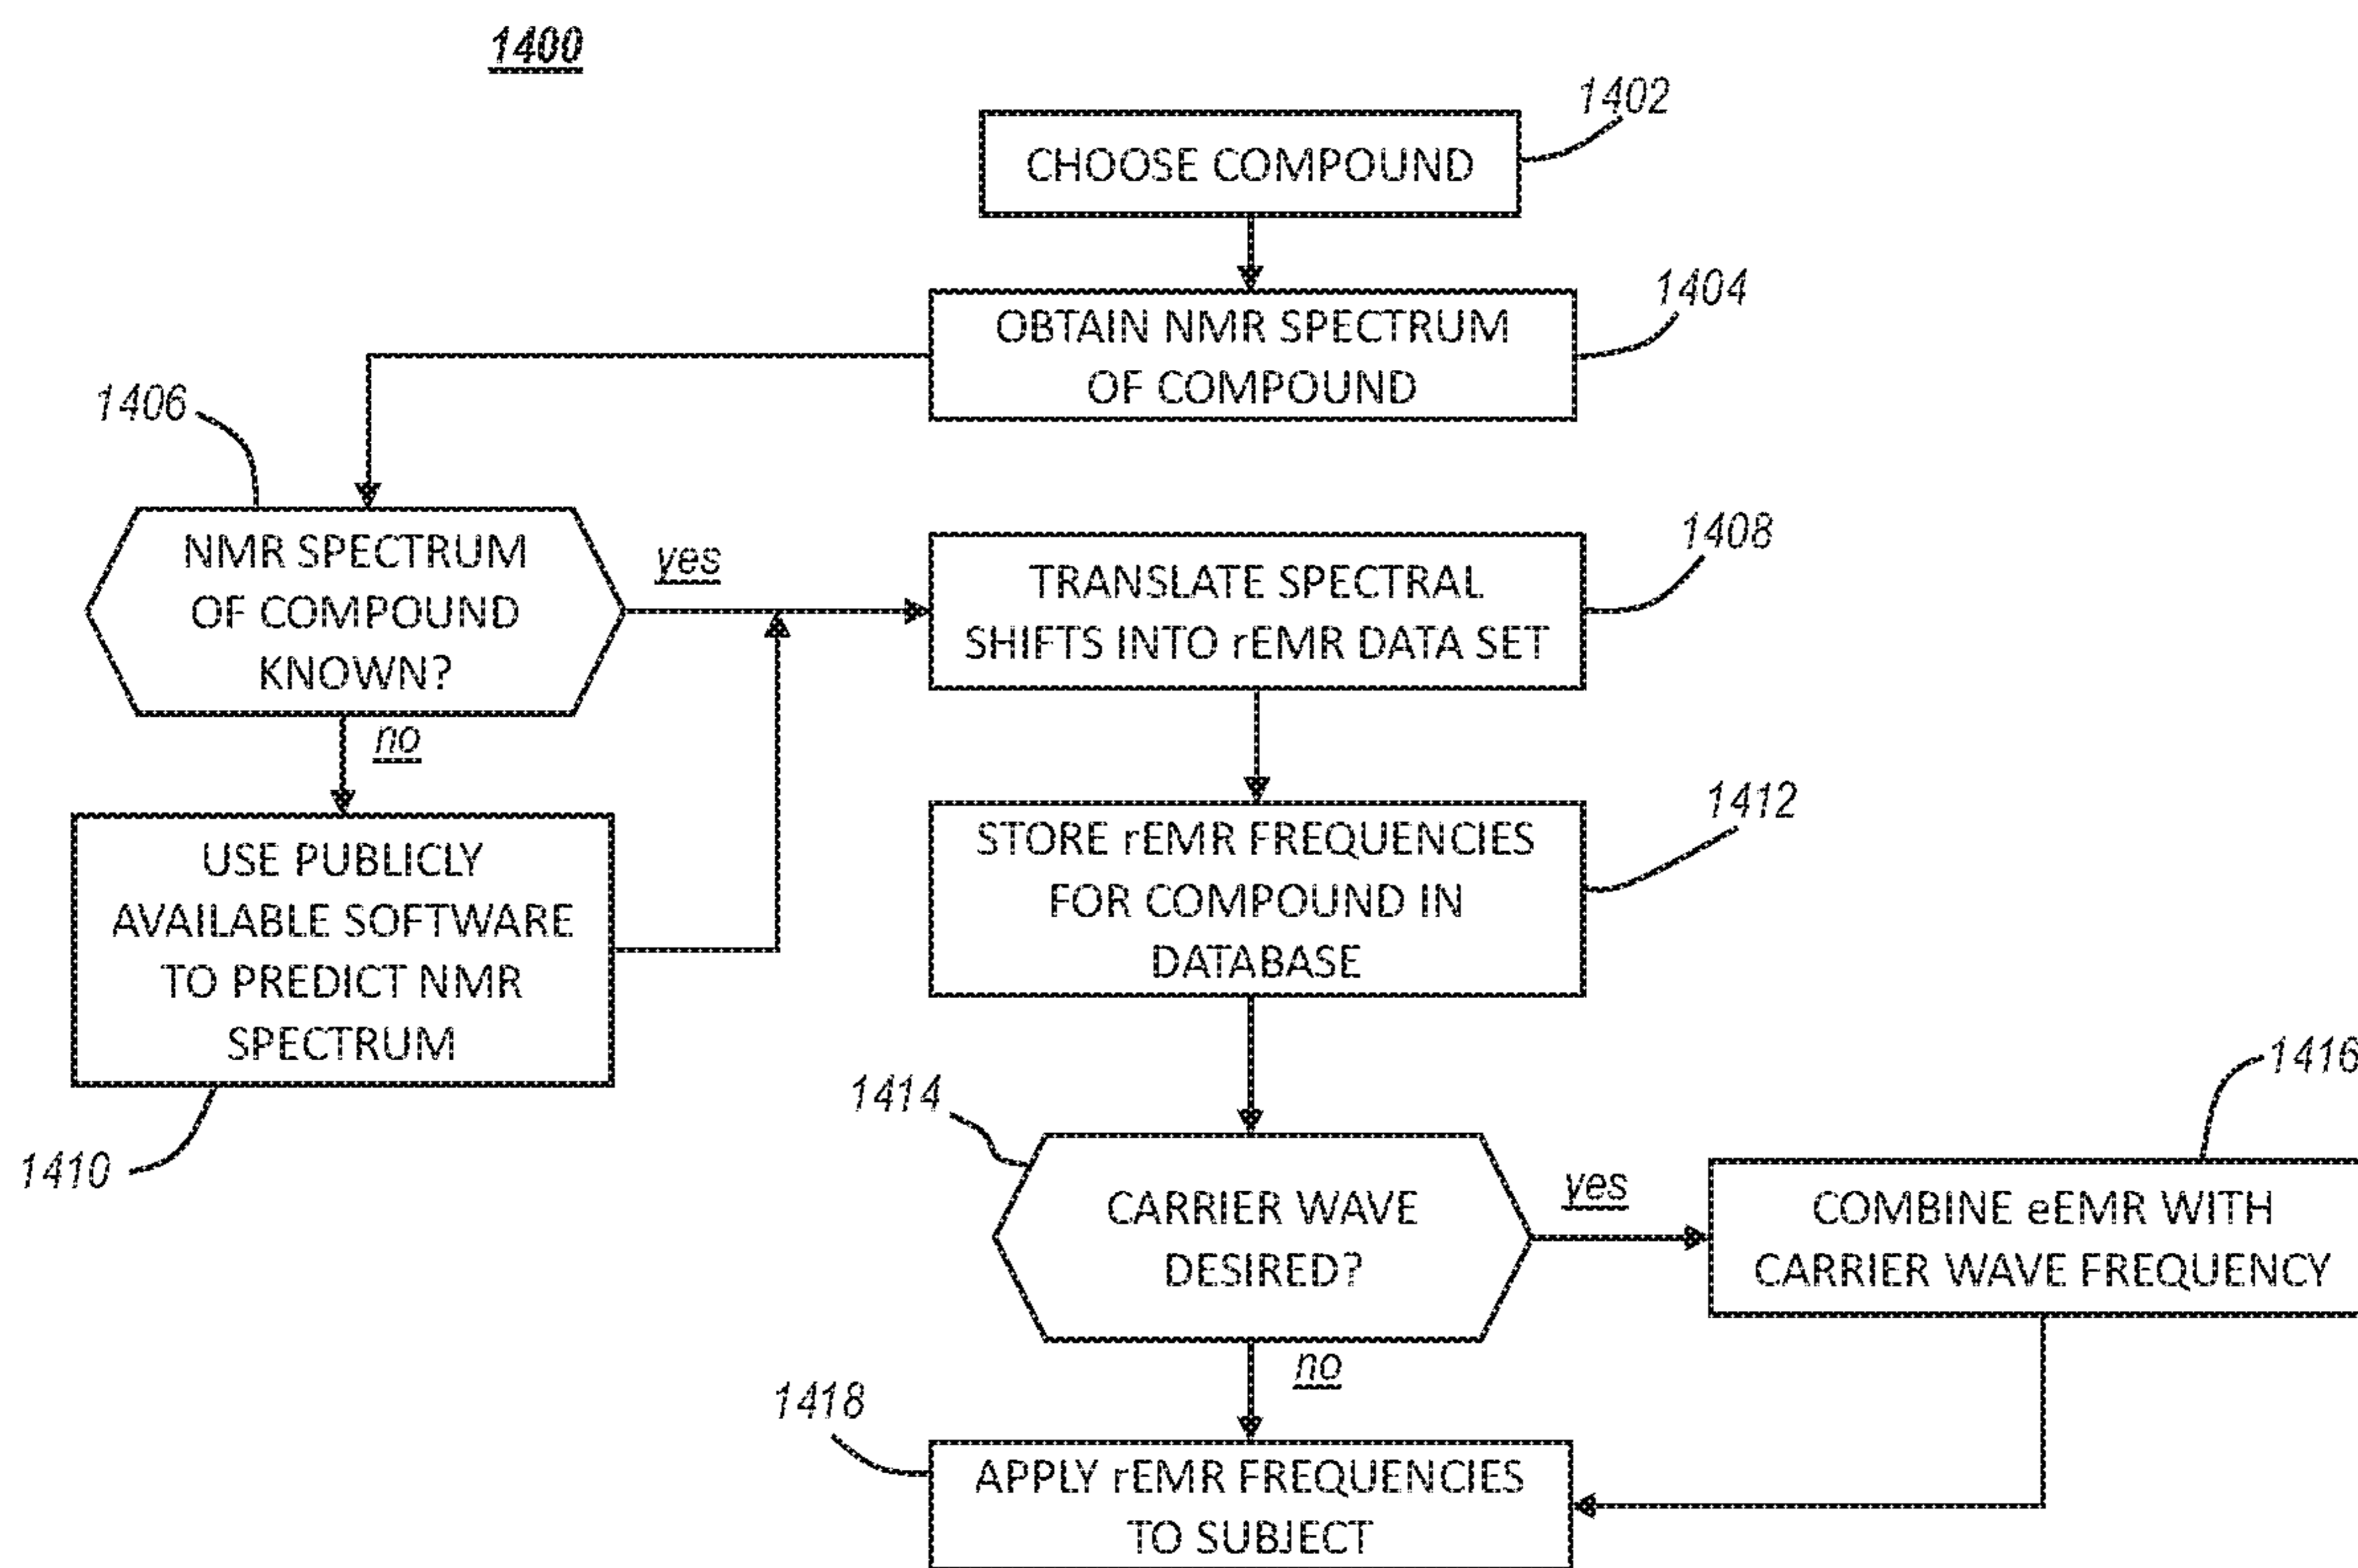 1400
1402
CHOOSE COMPOUND
1404
OBTAIN NMR SPECTRUM
OF COMPOUND
1406
NMR SPECTRUM
OF COMPOUND
KNOWN?
yes
no
1408
TRANSLATE SPECTRAL
SHIFTS INTO rEMR DATA SET
USE PUBLICLY
AVAILABLE SOFTWARE
TO PREDICT NMR
SPECTRUM
1410
1412
STORE rEMR FREQUENCIES
FOR COMPOUND IN
DATABASE
1414
CARRIER WAVE
DESIRED?
yes
no
1416
COMBINE eEMR WITH
CARRIER WAVE FREQUENCY
1418
APPLY rEMR FREQUENCIES
TO SUBJECT